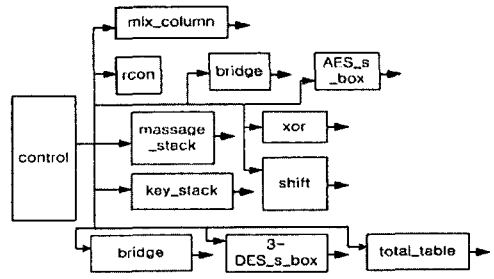 mix_column
rcon
bridge
AES_s
_box
control
massage
_stack
xor
key_stack
shift
bridge
3-
DES_s_box
total_table